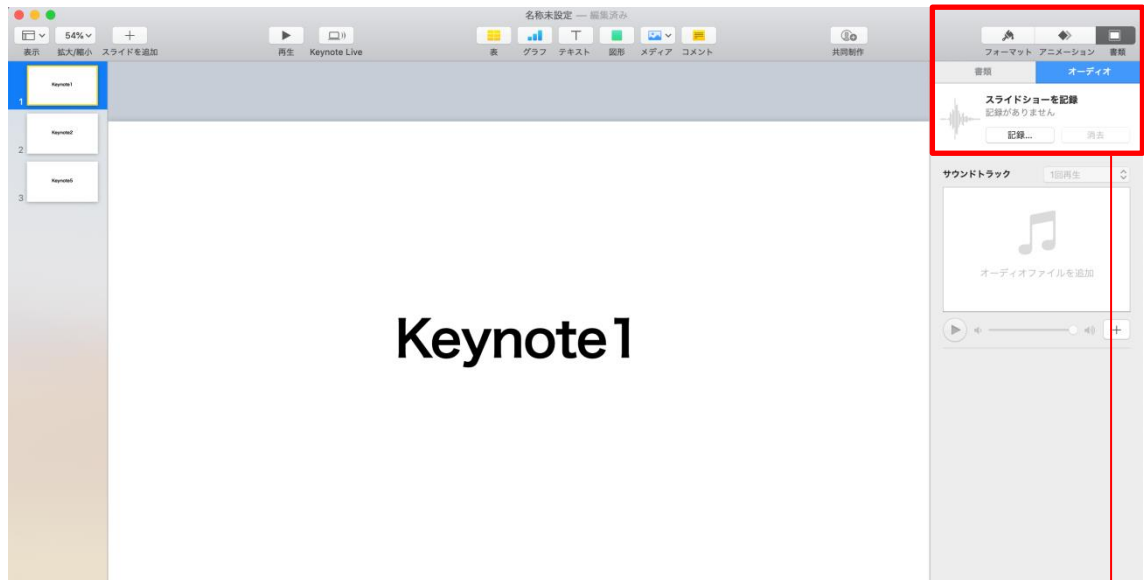 名称未設定 — 編集済み
54%
表示 拡大/縮小 スライドを追加 再生 Keynote Live 表 グラフ テキスト 図形 メディア コメント 共同制作 フォーマット アニメーション 書類
書類 オーディオ
スライドショーを記録
記録がありません
記録... 消去
サウンドトラック 1回再生
オーディオファイルを追加
1 Keynote1
2 Keynote2
3 Keynote5
Keynote1